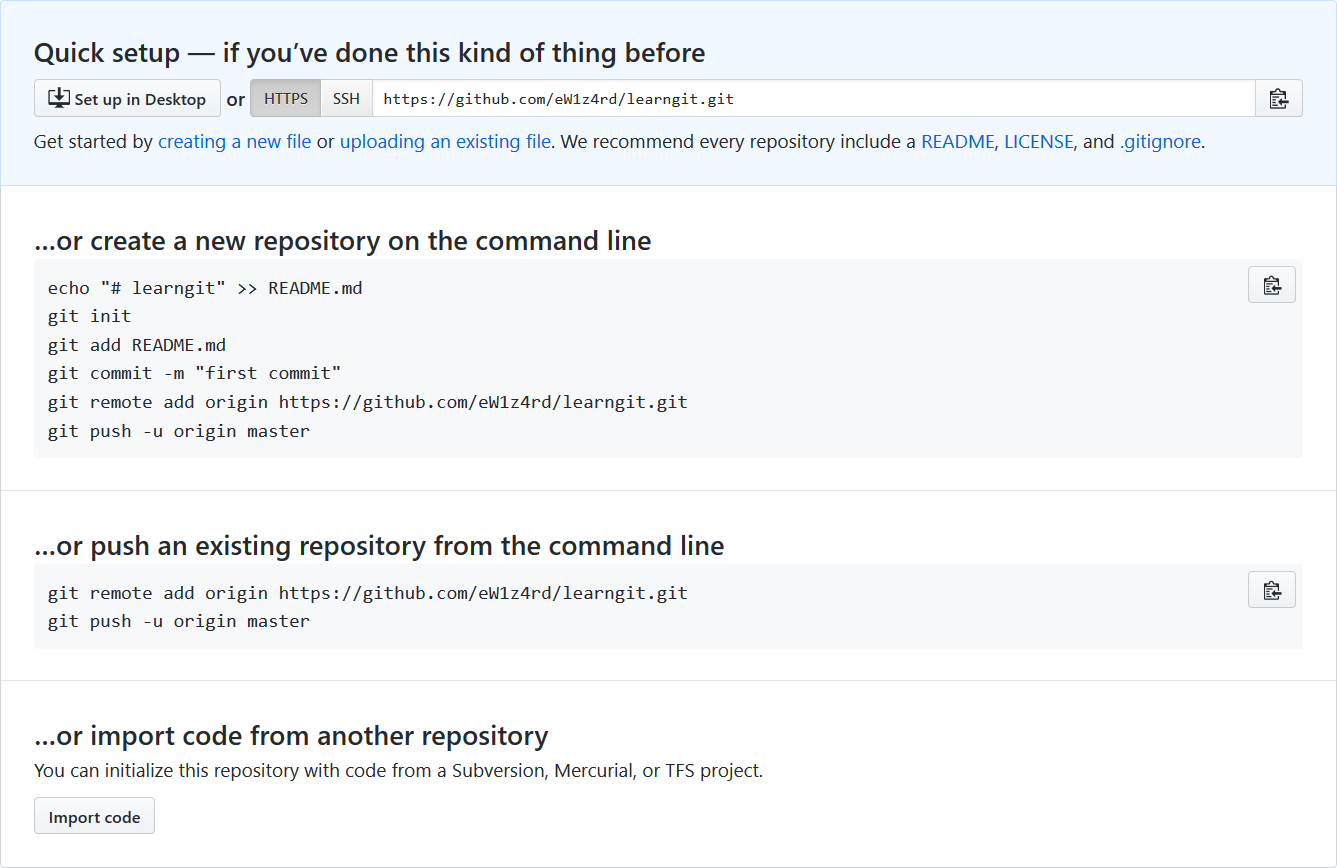 Quick setup — if you’ve done this kind of thing before
Set up in Desktop or HTTPS SSH https://github.com/eW1z4rd/learngit.git
Get started by creating a new file or uploading an existing file. We recommend every repository include a README, LICENSE, and .gitignore.
…or create a new repository on the command line
echo "# learngit" >> README.md
git init
git add README.md
git commit -m "first commit"
git remote add origin https://github.com/eW1z4rd/learngit.git
git push -u origin master
…or push an existing repository from the command line
git remote add origin https://github.com/eW1z4rd/learngit.git
git push -u origin master
…or import code from another repository
You can initialize this repository with code from a Subversion, Mercurial, or TFS project.
Import code